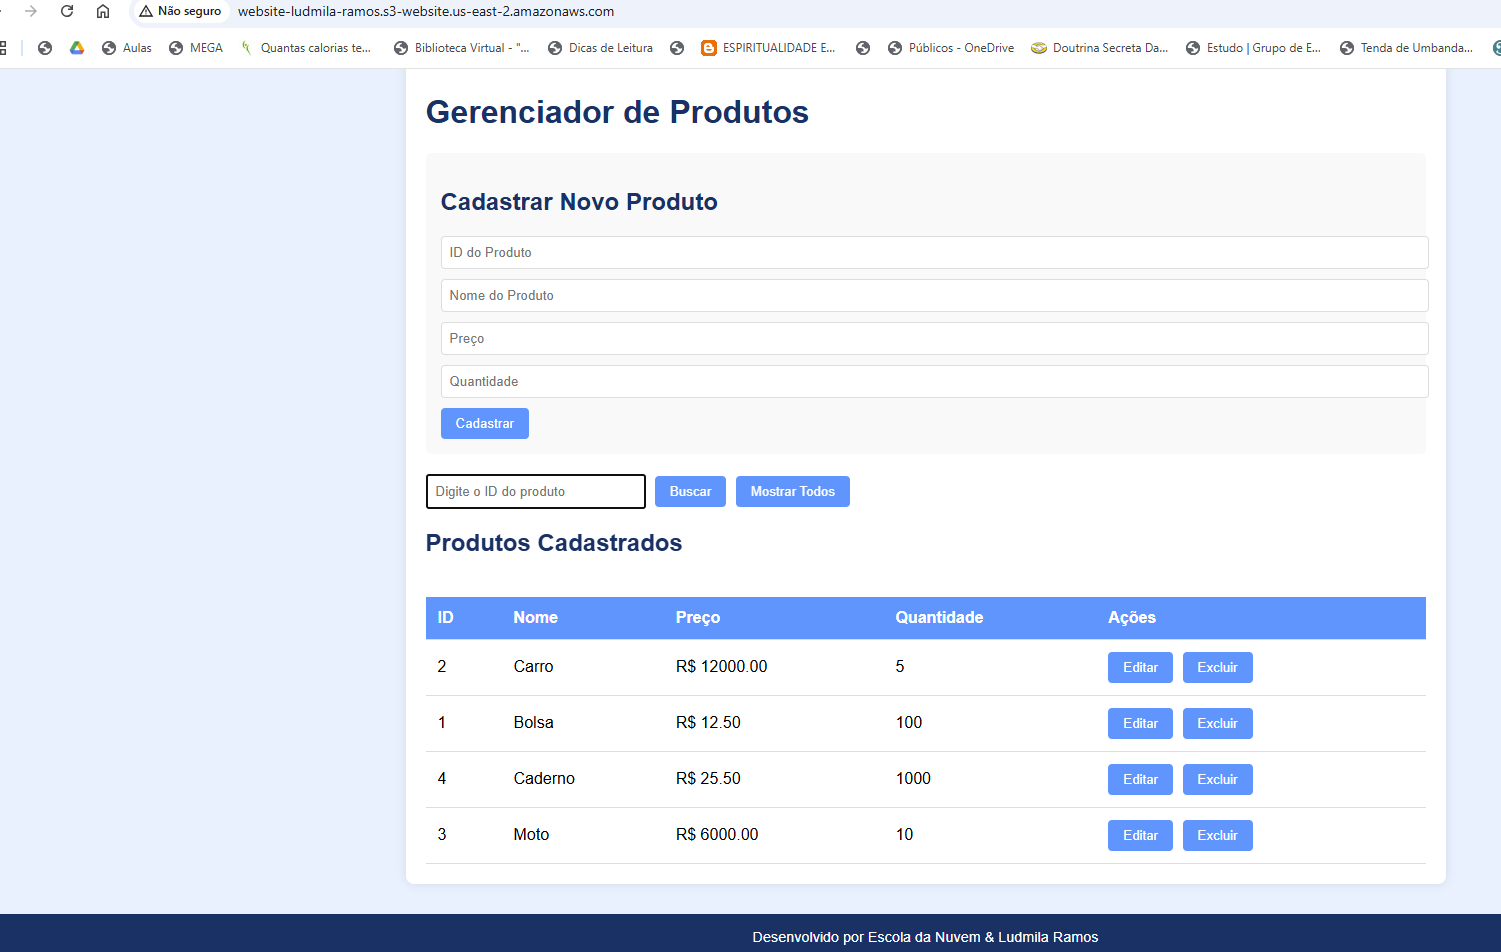 Não seguro website-ludmila-ramos.s3-website.us-east-2.amazonaws.com
Aulas MEGA Quantas calorias te... Biblioteca Virtual - "... Dicas de Leitura ESPIRITUALIDADE E... Públicos - OneDrive Doutrina Secreta Da... Estudo | Grupo de E... Tenda de Umbanda...
Gerenciador de Produtos
Cadastrar Novo Produto
ID do Produto
Nome do Produto
Preço
Quantidade
Cadastrar
Digite o ID do produto Buscar Mostrar Todos
Produtos Cadastrados
ID Nome Preço Quantidade Ações
2 Carro R$ 12000.00 5 Editar Excluir
1 Bolsa R$ 12.50 100 Editar Excluir
4 Caderno R$ 25.50 1000 Editar Excluir
3 Moto R$ 6000.00 10 Editar Excluir
Desenvolvido por Escola da Nuvem & Ludmila Ramos